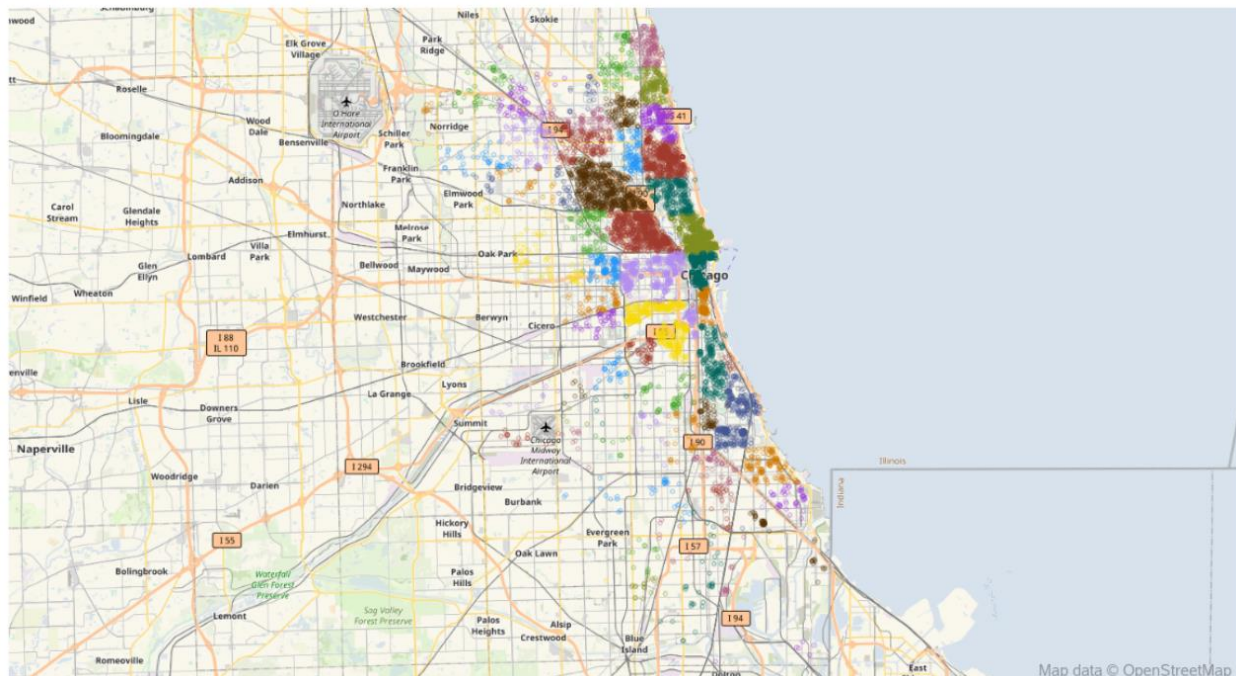 Niles
Skokie
Elk Grove
Village
Park
Ridge
Roselle
Wood
Dale
O'Hare
International
Airport
Bloomingdale
Bensenville
Schiller
Park
Norridge
I 94
41
Addison
Franklin
Park
Carol
Stream
Glendale
Heights
Northlake
Elmwood
Park
Elmhurst
Villa
Park
Melrose
Park
Lombard
Glen
Ellyn
Bellwood
Maywood
Oak Park
Chicago
Winfield
Wheaton
Westchester
Berwyn
Cicero
I 88
IL 110
Brookfield
Lyons
La Grange
Lisle
Downers
Grove
Summit
Chicago
Midway
International
Airport
I 90
Naperville
Woodridge
Darien
I 294
Bridgeview
Burbank
Illinois
Indiana
Hickory
Hills
Evergreen
Park
I 55
Oak Lawn
I 57
Bolingbrook
Waterfall
Glen Forest
Preserve
Palos
Hills
Lemont
Sag Valley
Forest Preserve
Palos
Heights
Alsip
Crestwood
I 94
Blue
Island
Romeoville
Dolton
East
Map data © OpenStreetMap